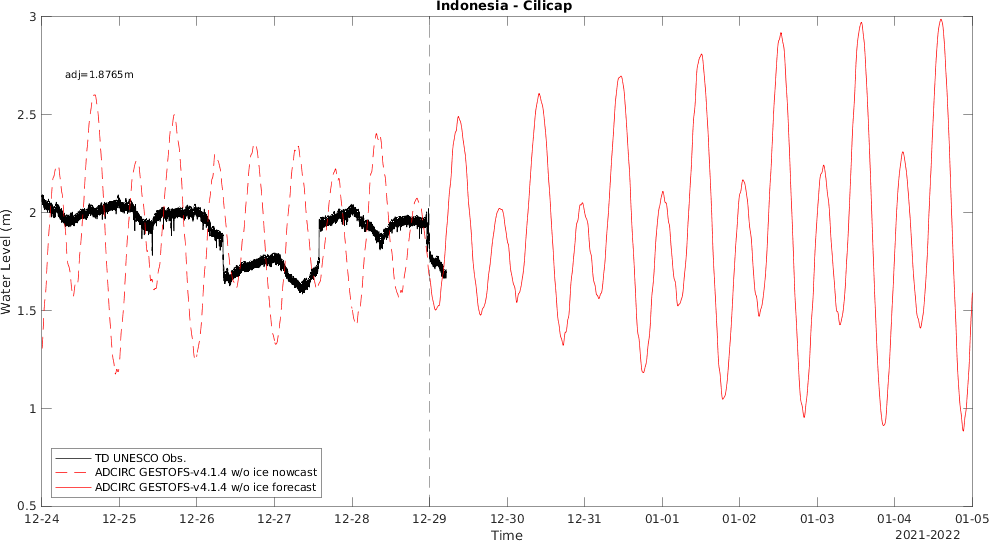 Indonesia - Cilicap
adj=1.8765m
3
2.5
2
1.5
1
0.5
Water Level (m)
TD UNESCO Obs.
ADCIRC GESTOFS-v4.1.4 w/o ice nowcast
ADCIRC GESTOFS-v4.1.4 w/o ice forecast
12-24 12-25 12-26 12-27 12-28 12-29 12-30 12-31 01-01 01-02 01-03 01-04 01-05
Time
2021-2022